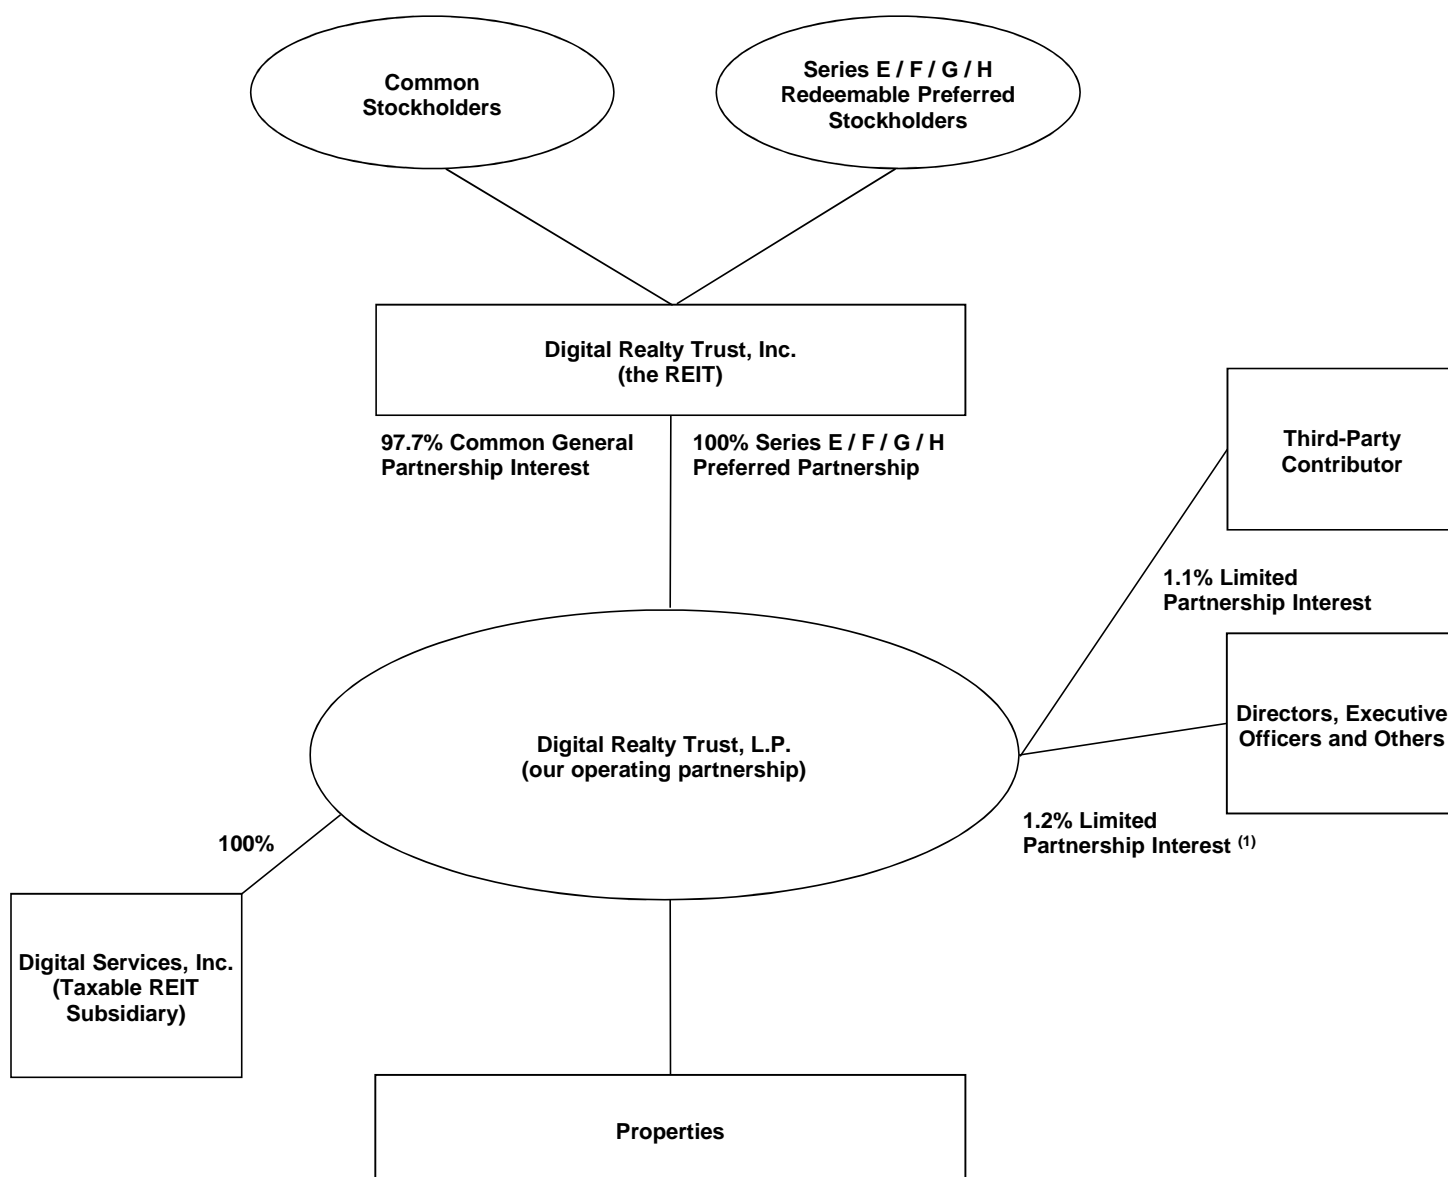 Common
Stockholders
Series E / F / G / H
Redeemable Preferred
Stockholders
Digital Realty Trust, Inc.
(the REIT)
97.7% Common General
Partnership Interest
100% Series E / F / G / H
Preferred Partnership
Third-Party
Contributor
1.1% Limited
Partnership Interest
Directors, Executive
Officers and Others
Digital Realty Trust, L.P.
(our operating partnership)
1.2% Limited
Partnership Interest (1)
100%
Digital Services, Inc.
(Taxable REIT
Subsidiary)
Properties